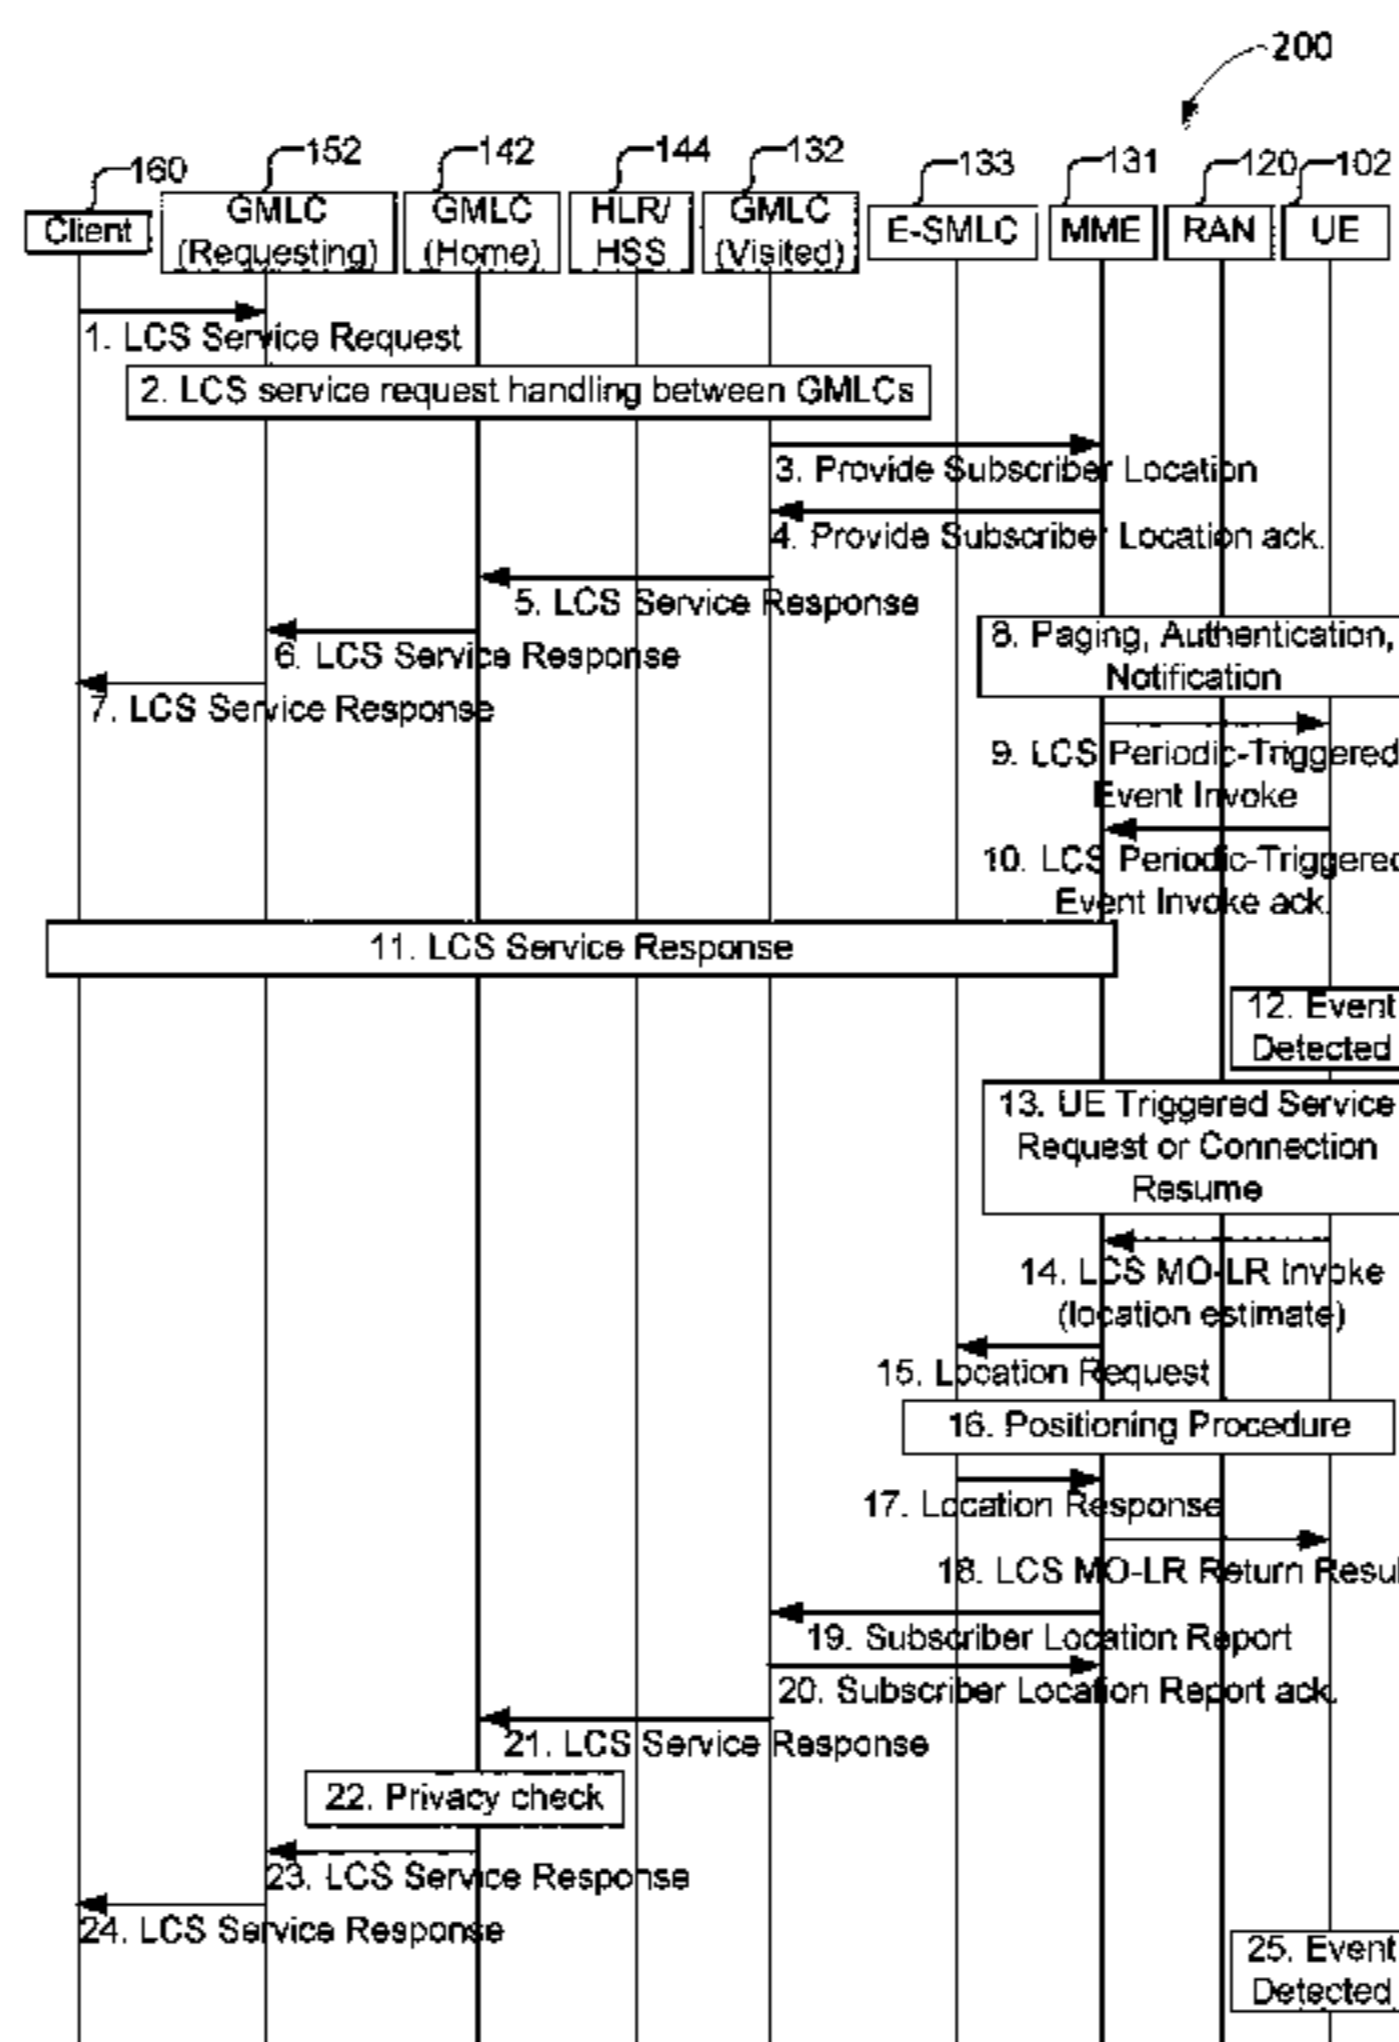 200
160
152
142
144
132
133
131
120
102
Client
GMLC
(Requesting)
GMLC
(Home)
HLR/
HSS
GMLC
(Visited)
E-SMLC
MME
RAN
UE
1. LCS Service Request
2. LCS service request handling between GMLCs
3. Provide Subscriber Location
4. Provide Subscriber Location ack.
5. LCS Service Response
6. LCS Service Response
7. LCS Service Response
8. Paging, Authentication,
Notification
9. LCS Periodic-Triggered
Event Invoke
10. LCS Periodic-Triggered
Event Invoke ack.
11. LCS Service Response
12. Event
Detected
13. UE Triggered Service
Request or Connection
Resume
14. LCS MO-LR Invoke
(location estimate)
15. Location Request
16. Positioning Procedure
17. Location Response
18. LCS MO-LR Return Resul
19. Subscriber Location Report
20. Subscriber Location Report ack.
21. LCS Service Response
22. Privacy check
23. LCS Service Response
24. LCS Service Response
25. Event
Detected